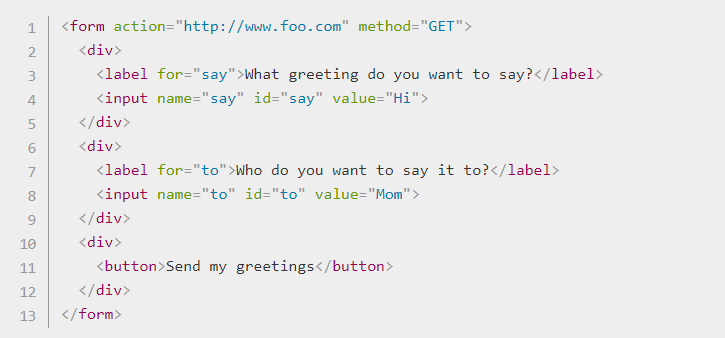 1 <form action="http://www.foo.com" method="GET">
2   <div>
3     <label for="say">What greeting do you want to say?</label>
4     <input name="say" id="say" value="Hi">
5   </div>
6   <div>
7     <label for="to">Who do you want to say it to?</label>
8     <input name="to" id="to" value="Mom">
9   </div>
10   <div>
11     <button>Send my greetings</button>
12   </div>
13 </form>